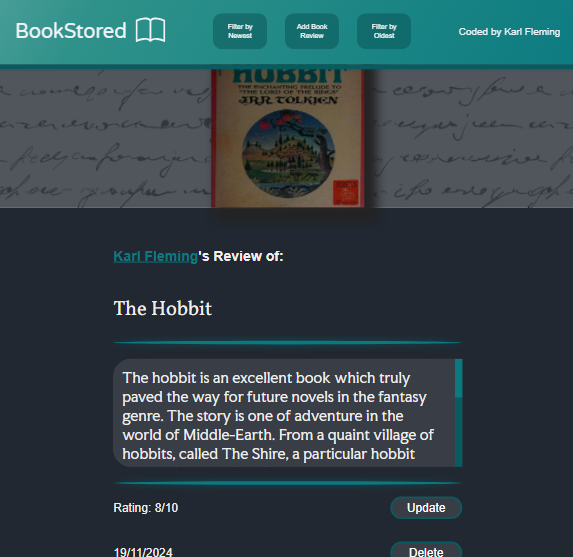 BookStored
Filter by
Newest
Add Book
Review
Filter by
Oldest
Coded by Karl Fleming
HOBBIT
THE ENCHANTING PRELUDE TO
"THE LORD OF THE RINGS"
J.R.R. TOLKIEN
Karl Fleming's Review of:
The Hobbit
The hobbit is an excellent book which truly
paved the way for future novels in the fantasy
genre. The story is one of adventure in the
world of Middle-Earth. From a quaint village of
hobbits, called The Shire, a particular hobbit
Rating: 8/10
Update
19/11/2024
Delete